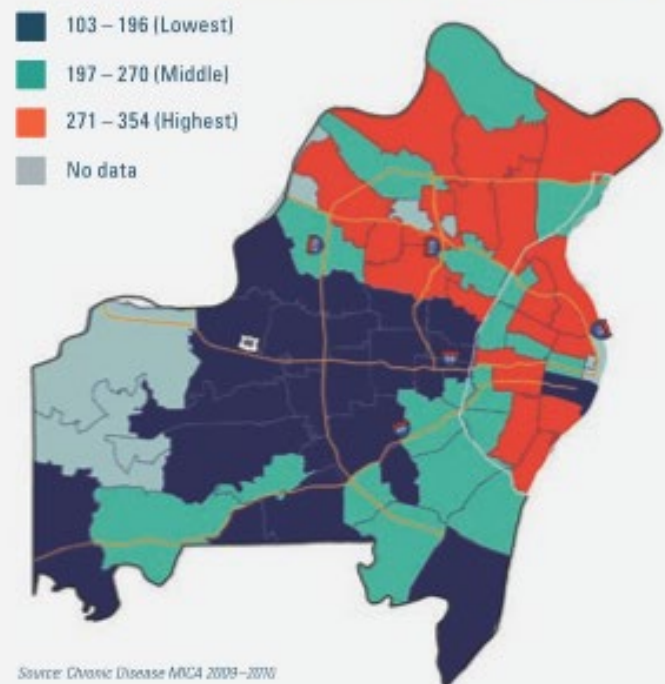 103 – 196 (Lowest)
197 – 270 (Middle)
271 – 354 (Highest)
No data
Source: Chronic Disease MICA 2009–2010